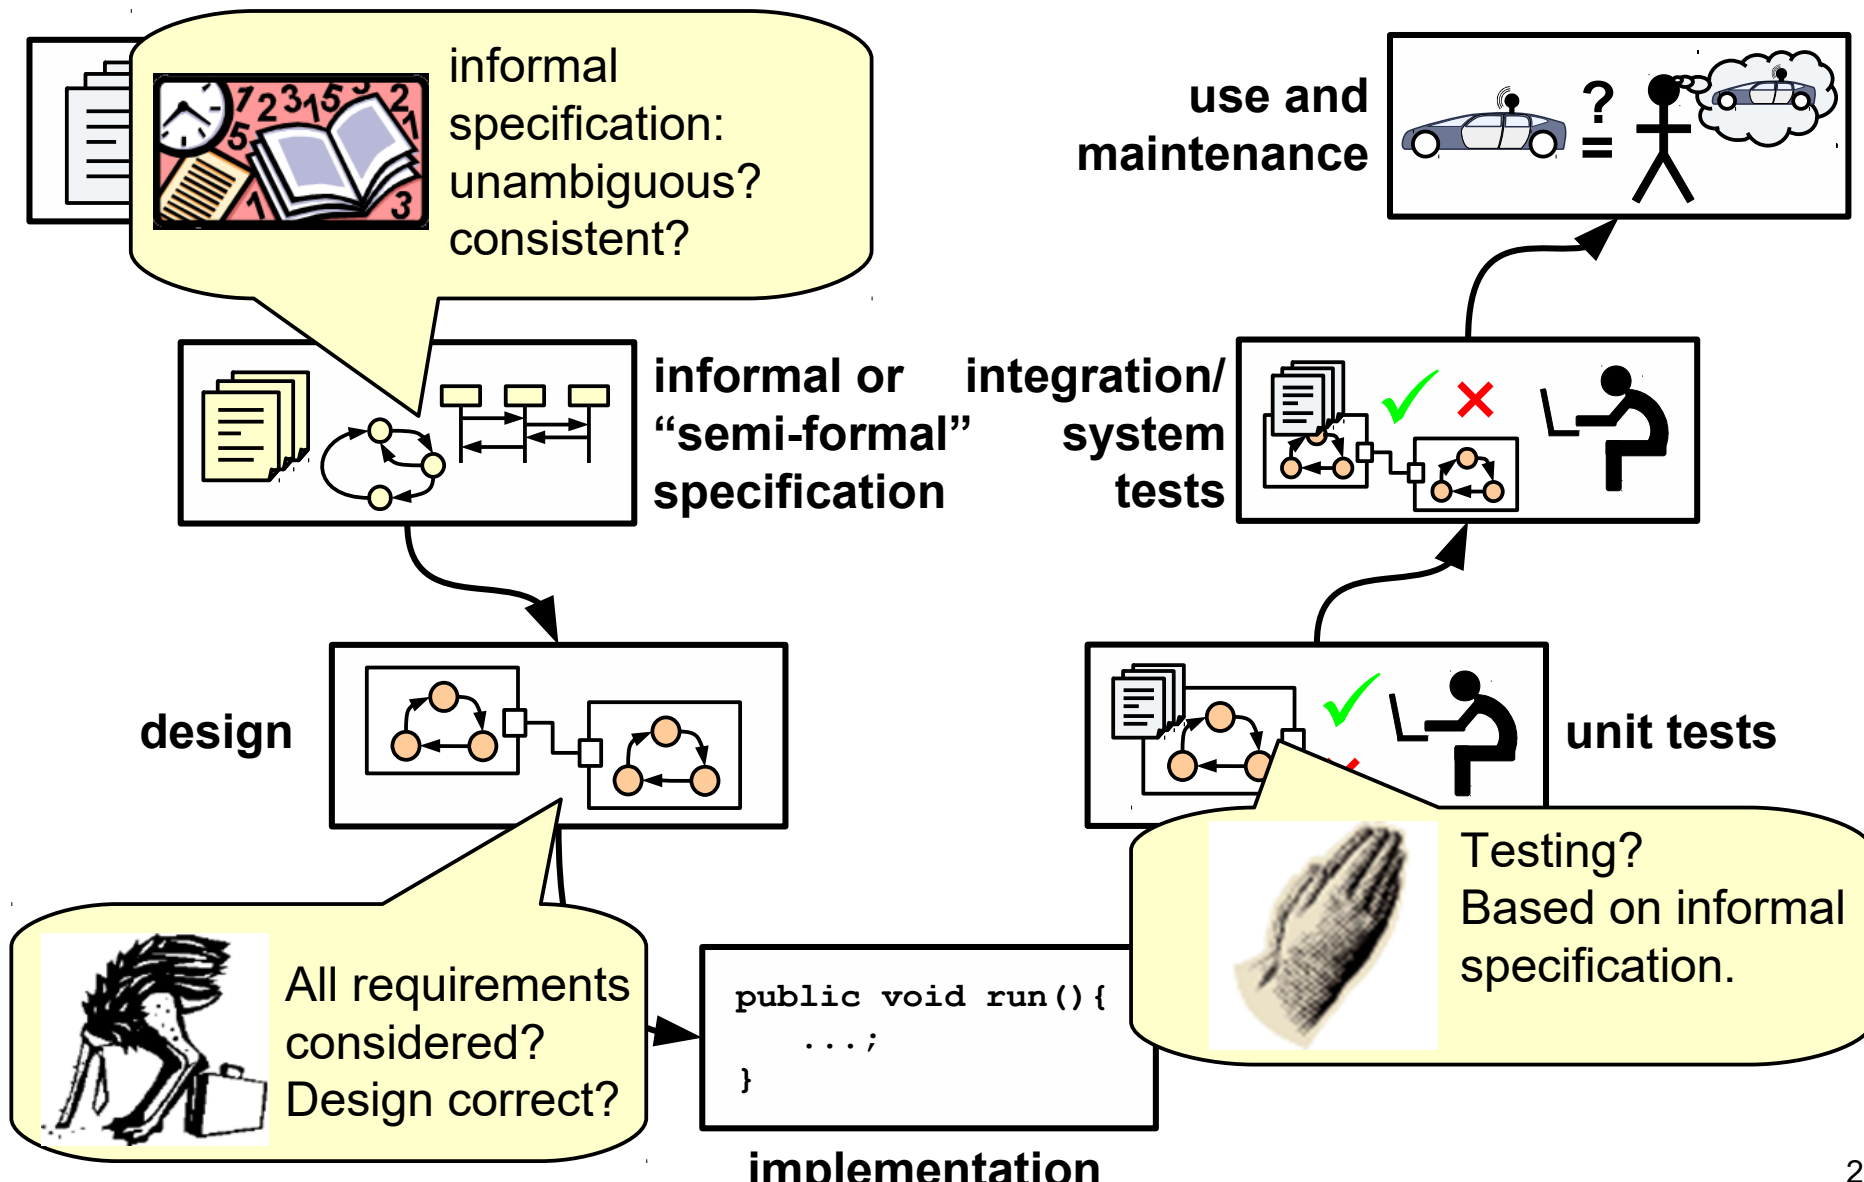 informal
specification:
unambiguous?
consistent?
use and
maintenance
informal or
“semi-formal”
specification
integration/
system
tests
design
unit tests
Testing?
Based on informal
specification.
All requirements
considered?
Design correct?
public void run(){
...;
}
implementation
2